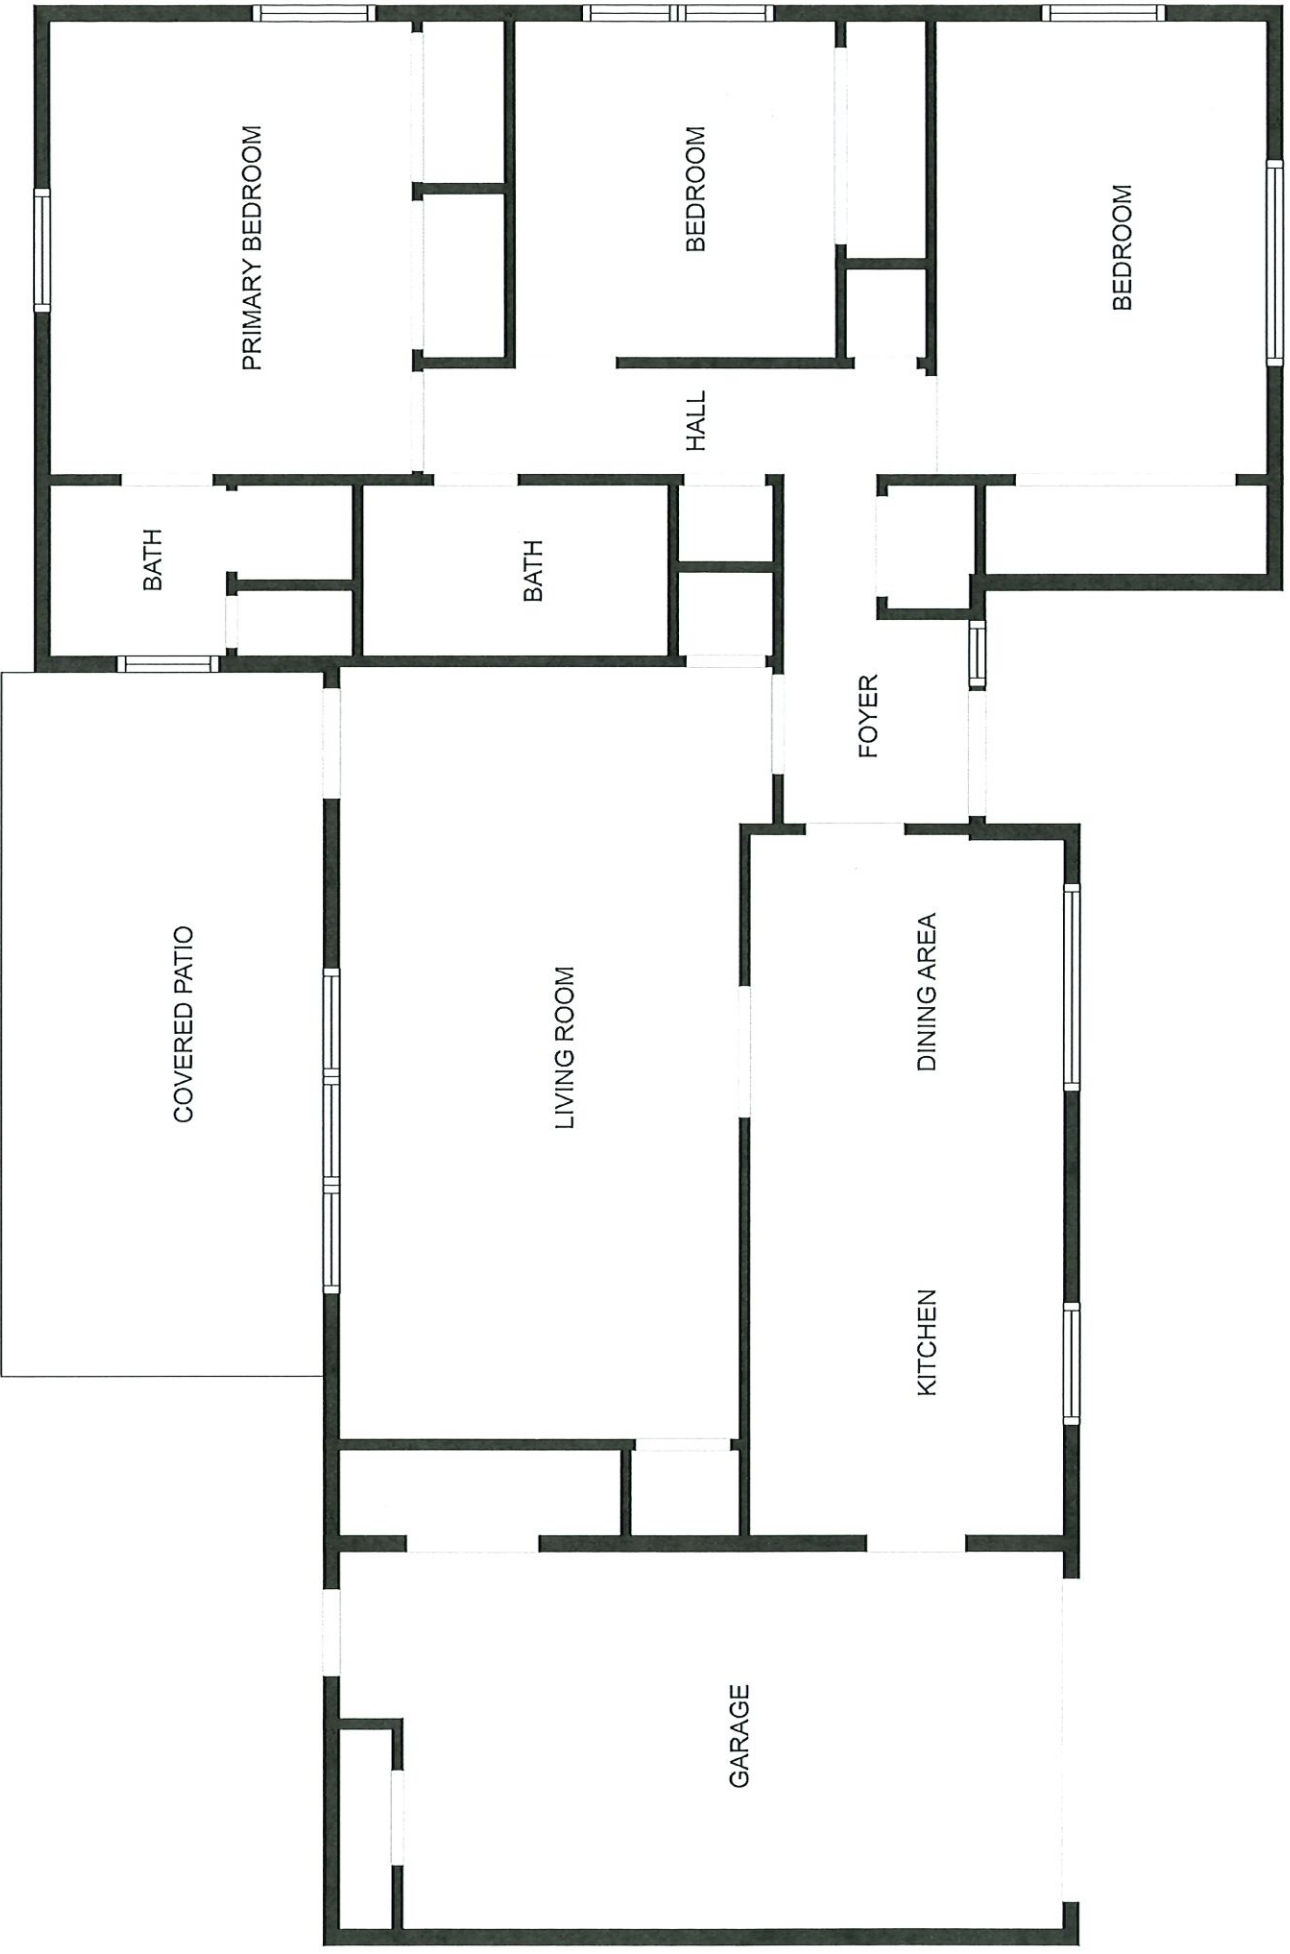 PRIMARY BEDROOM
BEDROOM
BEDROOM
HALL
BATH
BATH
FOYER
COVERED PATIO
LIVING ROOM
DINING AREA
KITCHEN
GARAGE